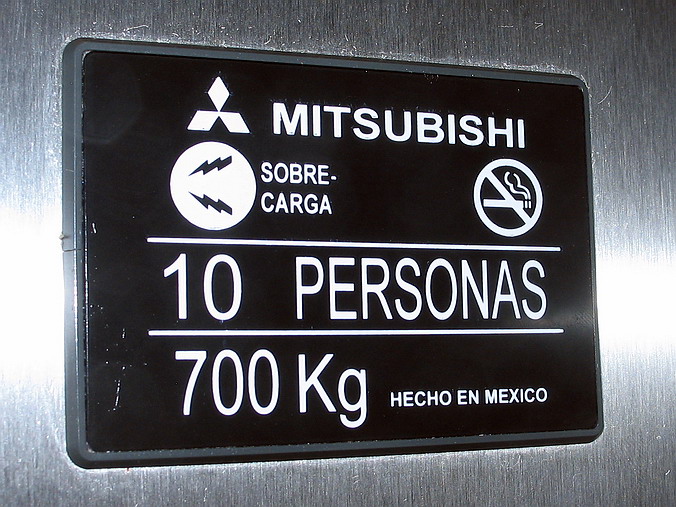 MITSUBISHI
SOBRE-
CARGA
10 PERSONAS
700 Kg HECHO EN MEXICO